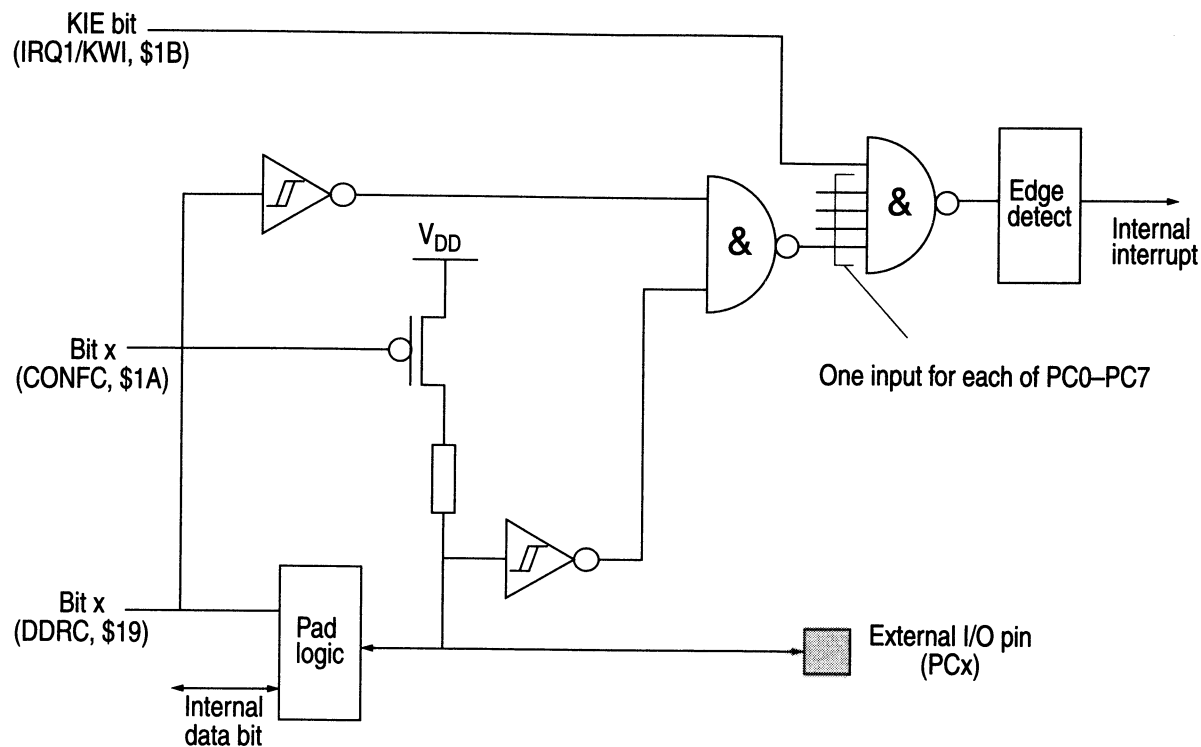 KIE bit
(IRQ1/KWI, $1B)
&
Edge
detect
Internal
interrupt
&
VDD
Bit x
(CONFC, $1A)
One input for each of PC0–PC7
Bit x
(DDRC, $19)
Pad
logic
External I/O pin
(PCx)
Internal
data bit